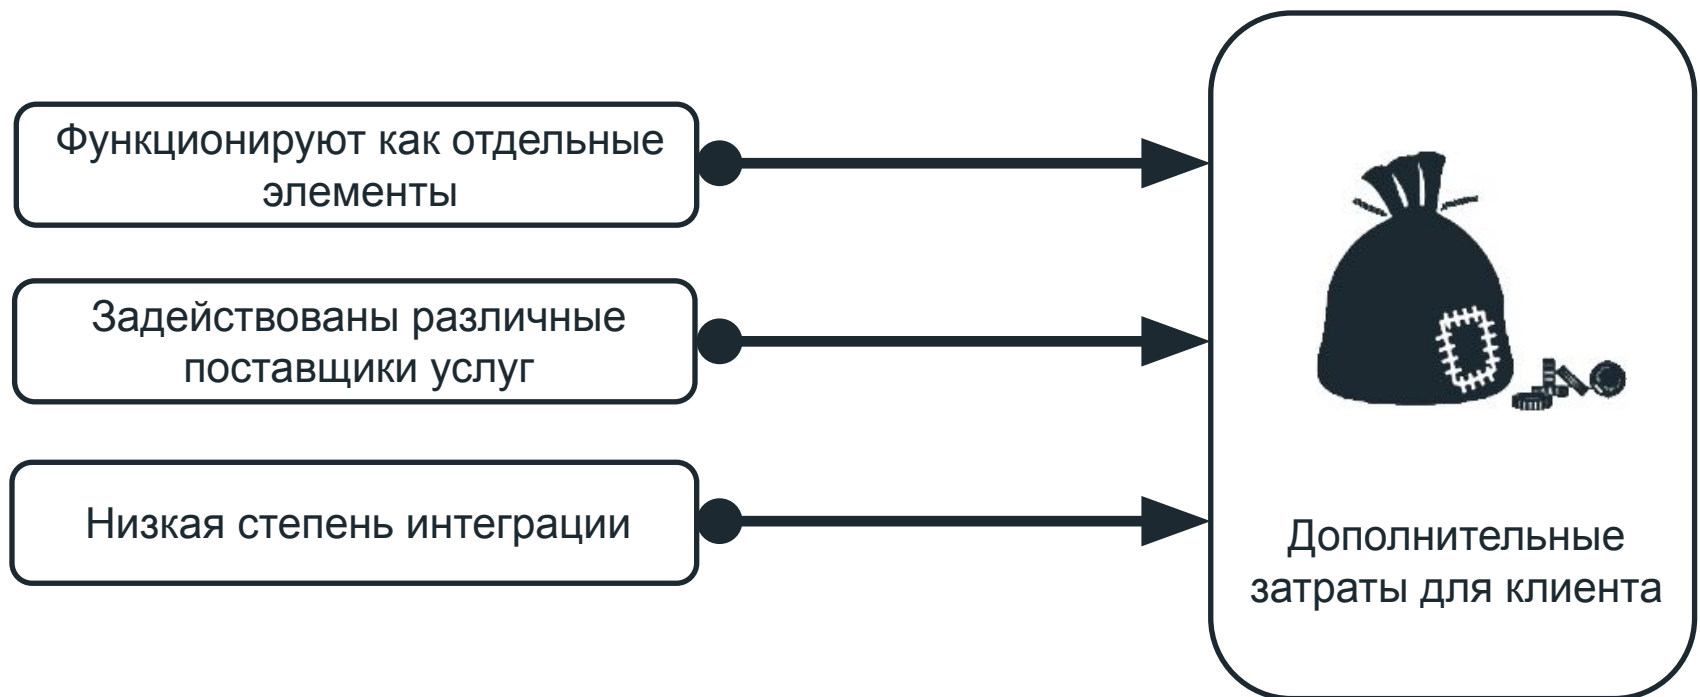 Функционируют как отдельные
элементы
Задействованы различные
поставщики услуг
Низкая степень интеграции
Дополнительные
затраты для клиента